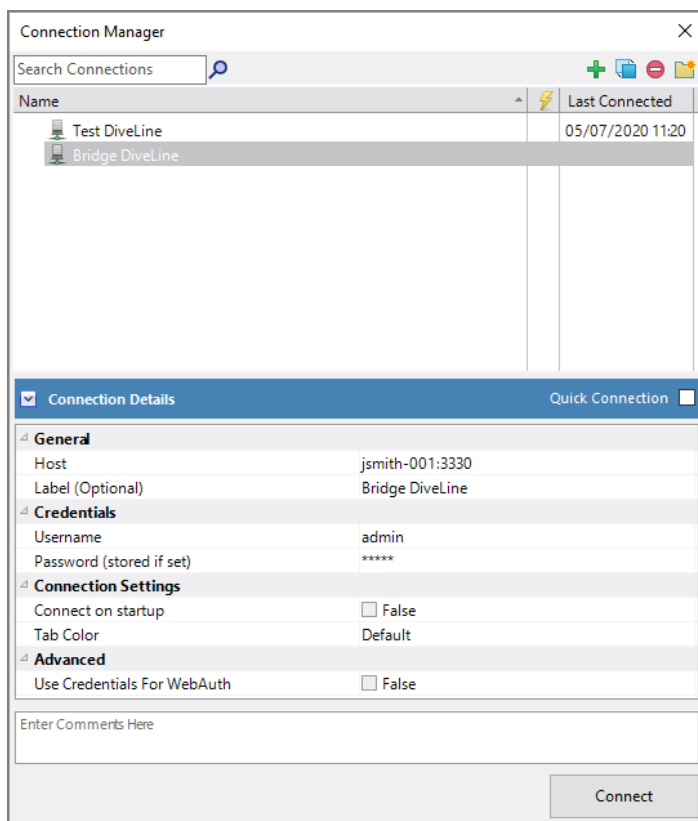 Connection Manager
Search Connections
Name Last Connected
Test DiveLine 05/07/2020 11:20
Bridge DiveLine
Connection Details Quick Connection
General
Host jsmith-001:3330
Label (Optional) Bridge DiveLine
Credentials
Username admin
Password (stored if set) *****
Connection Settings
Connect on startup False
Tab Color Default
Advanced
Use Credentials For WebAuth False
Enter Comments Here
Connect